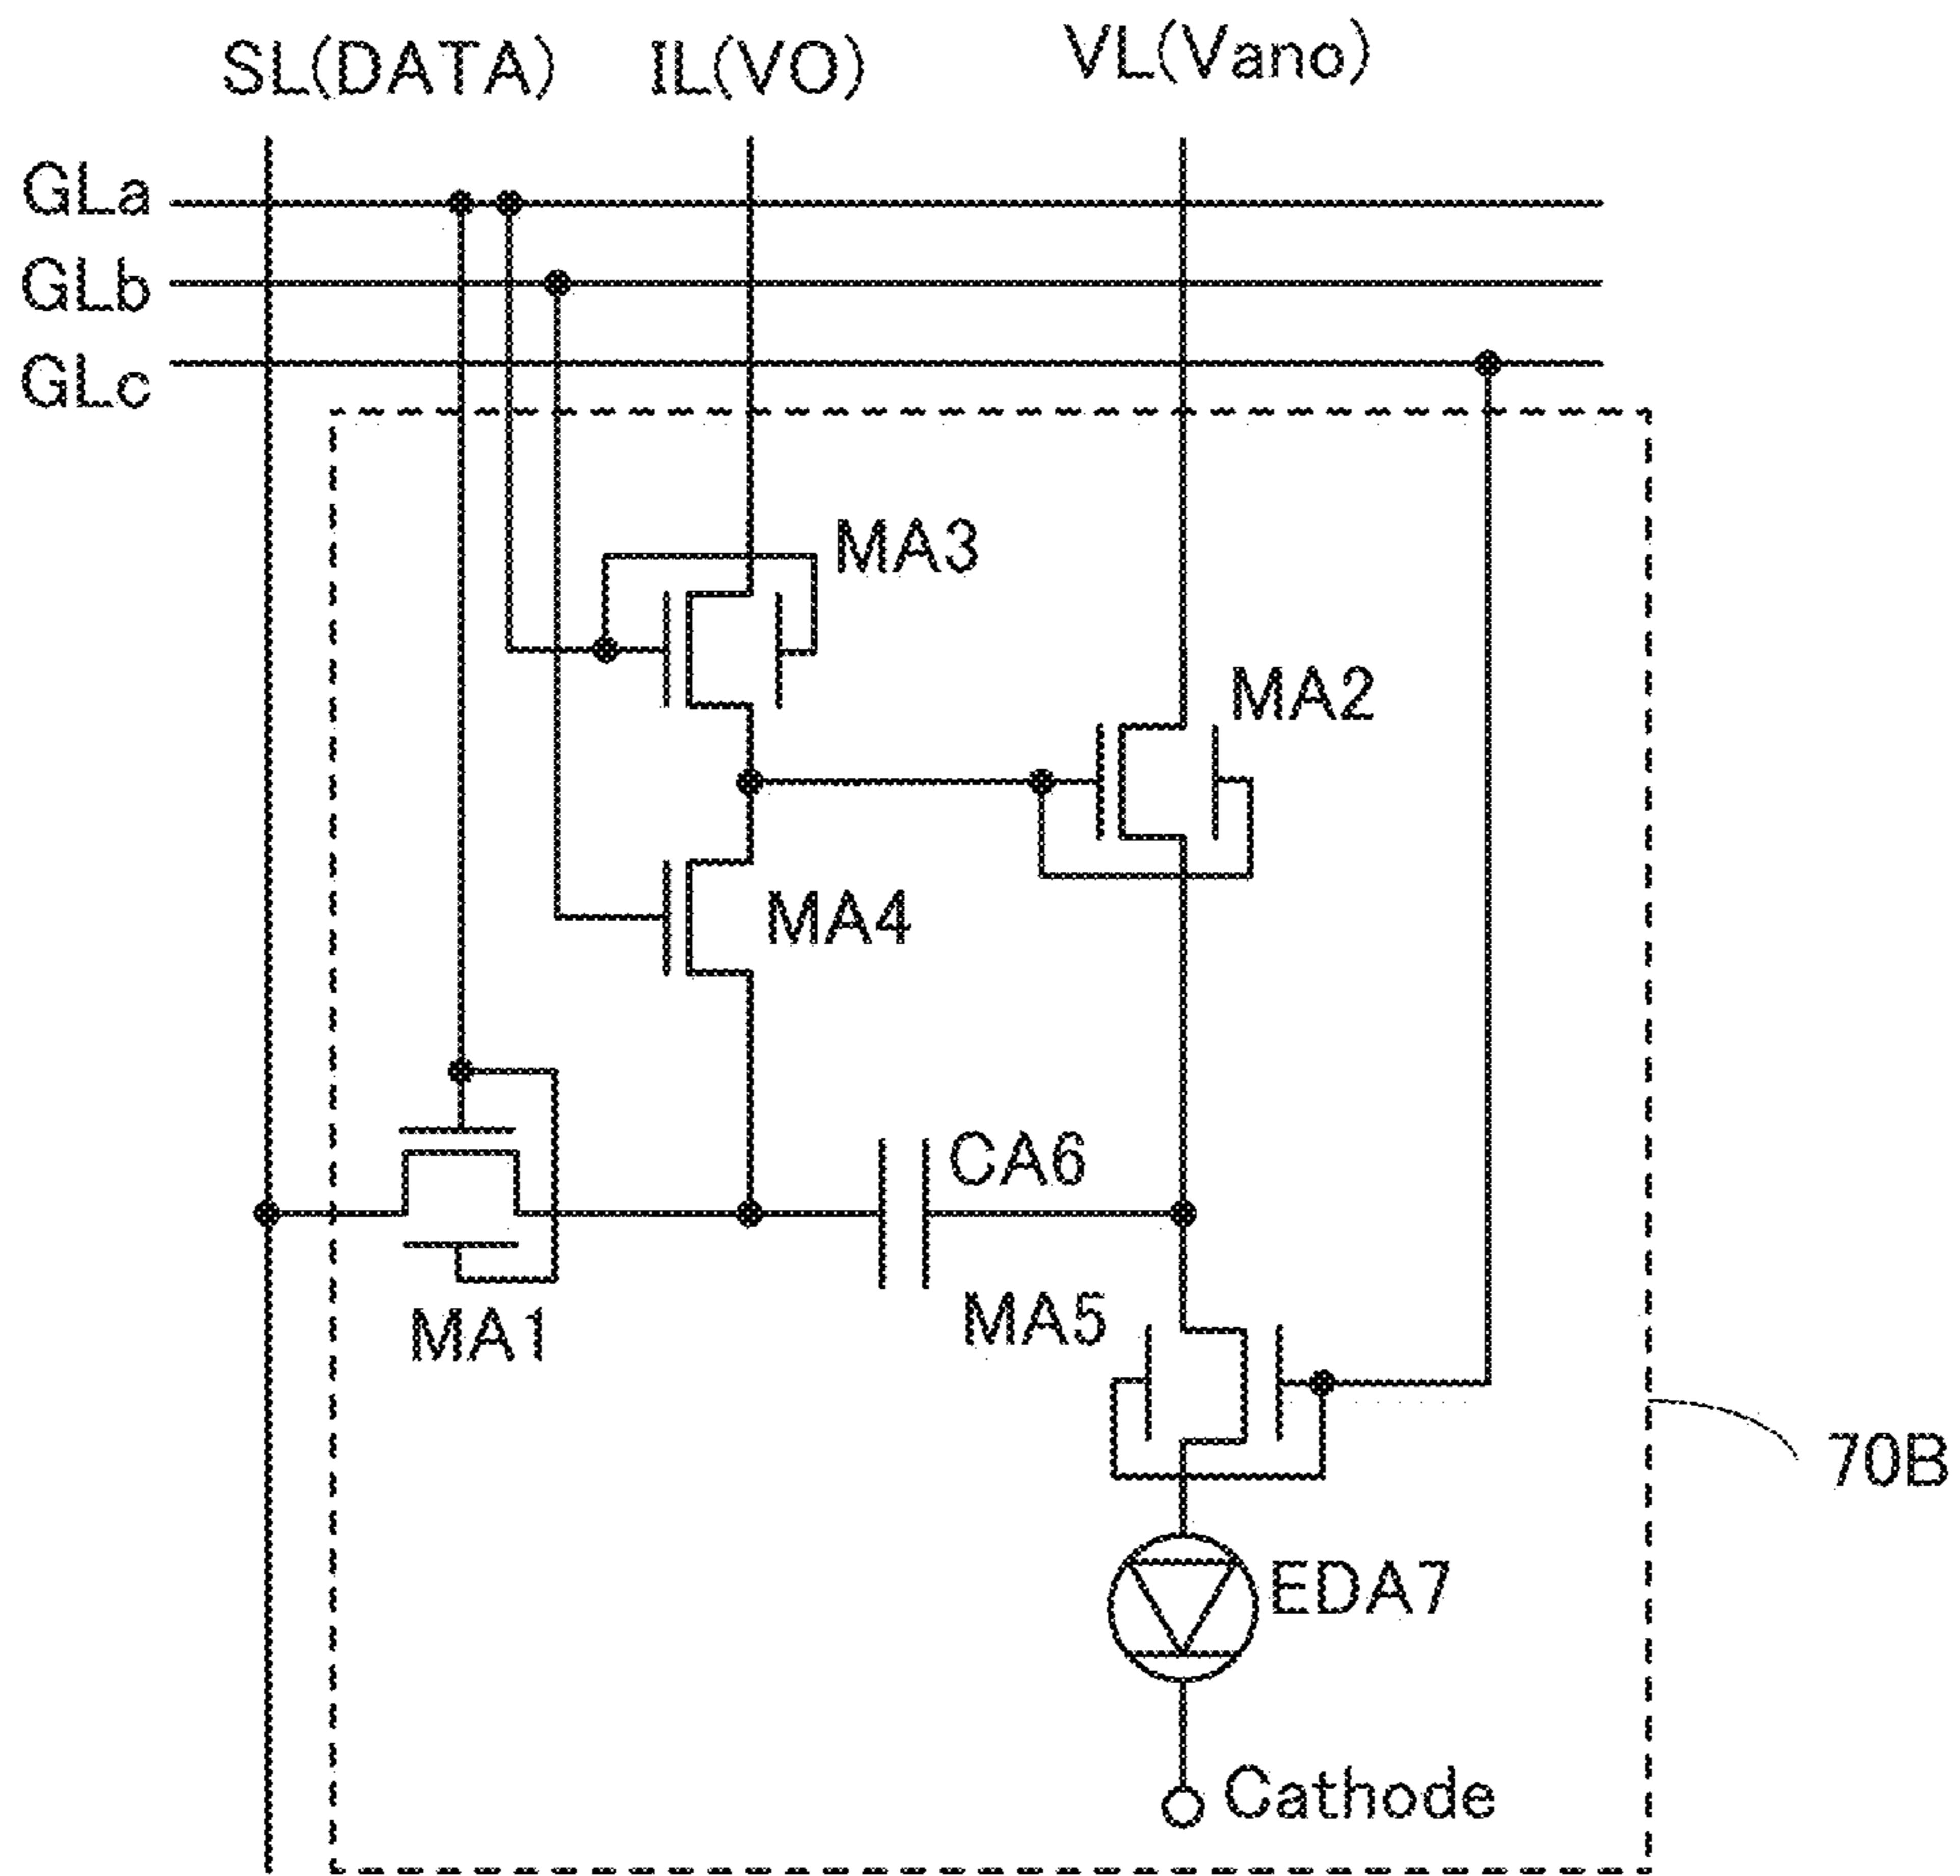 SL(DATA)
IL(VO)
VL(Vano)
GLa
GLb
GLc
MA3
MA2
MA4
CA6
MA5
MA1
70B
EDA7
Cathode